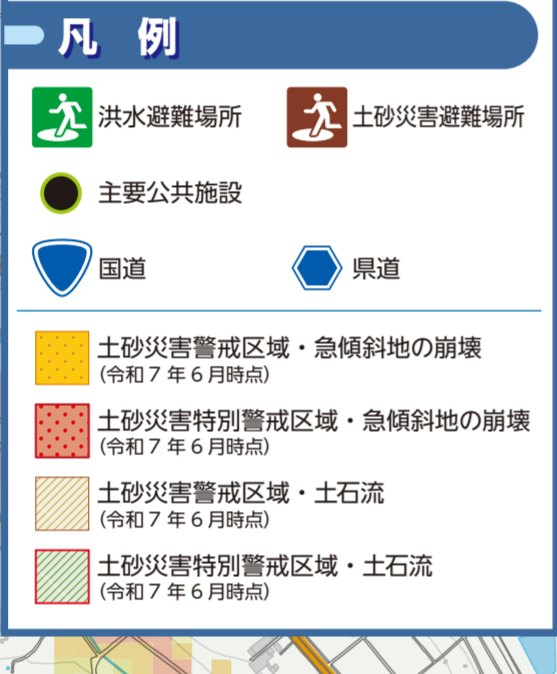 凡 例
洪水避難場所 土砂災害避難場所
主要公共施設
国道 県道
土砂災害警戒区域・急傾斜地の崩壊
(令和7年6月時点)
土砂災害特別警戒区域・急傾斜地の崩壊
(令和7年6月時点)
土砂災害警戒区域・土石流
(令和7年6月時点)
土砂災害特別警戒区域・土石流
(令和7年6月時点)